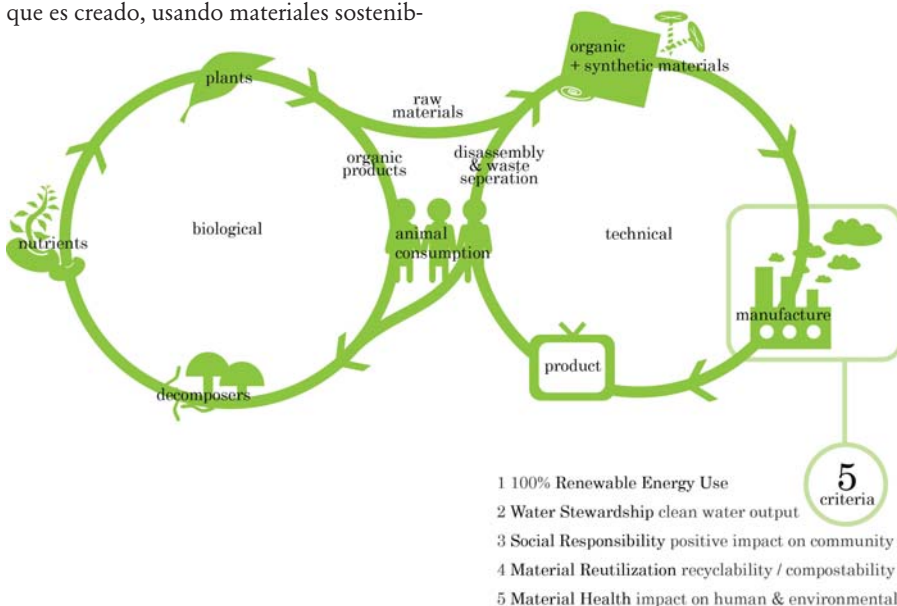 que es creado, usando materiales sostenib-
organic
+ synthetic materials
plants
raw
materials
organic
products
disassembly
& waste
seperation
nutrients
biological
animal
consumption
technical
manufacture
product
decomposers
5
criteria
1 100% Renewable Energy Use
2 Water Stewardship clean water output
3 Social Responsibility positive impact on community
4 Material Reutilization recyclability / compostability
5 Material Health impact on human & environmental